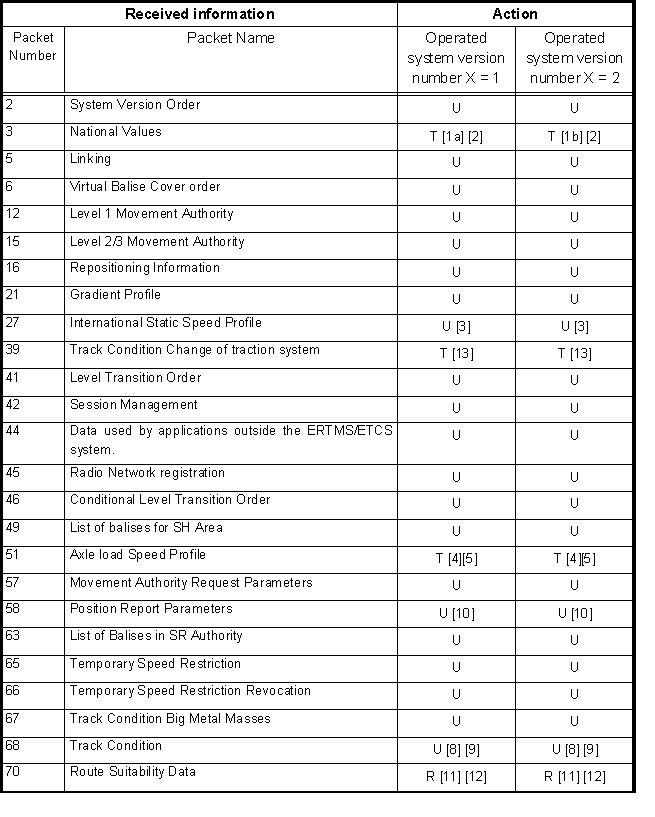 Received information Action
Packet Number Packet Name Operated system version number X = 1 Operated system version number X = 2
2 System Version Order U U
3 National Values T [1a] [2] T [1b] [2]
5 Linking U U
6 Virtual Balise Cover order U U
12 Level 1 Movement Authority U U
15 Level 2/3 Movement Authority U U
16 Repositioning Information U U
21 Gradient Profile U U
27 International Static Speed Profile U [3] U [3]
39 Track Condition Change of traction system T [13] T [13]
41 Level Transition Order U U
42 Session Management U U
44 Data used by applications outside the ERTMS/ETCS system. U U
45 Radio Network registration U U
46 Conditional Level Transition Order U U
49 List of balises for SH Area U U
51 Axle load Speed Profile T [4][5] T [4][5]
57 Movement Authority Request Parameters U U
58 Position Report Parameters U [10] U [10]
63 List of Balises in SR Authority U U
65 Temporary Speed Restriction U U
66 Temporary Speed Restriction Revocation U U
67 Track Condition Big Metal Masses U U
68 Track Condition U [8] [9] U [8] [9]
70 Route Suitability Data R [11] [12] R [11] [12]